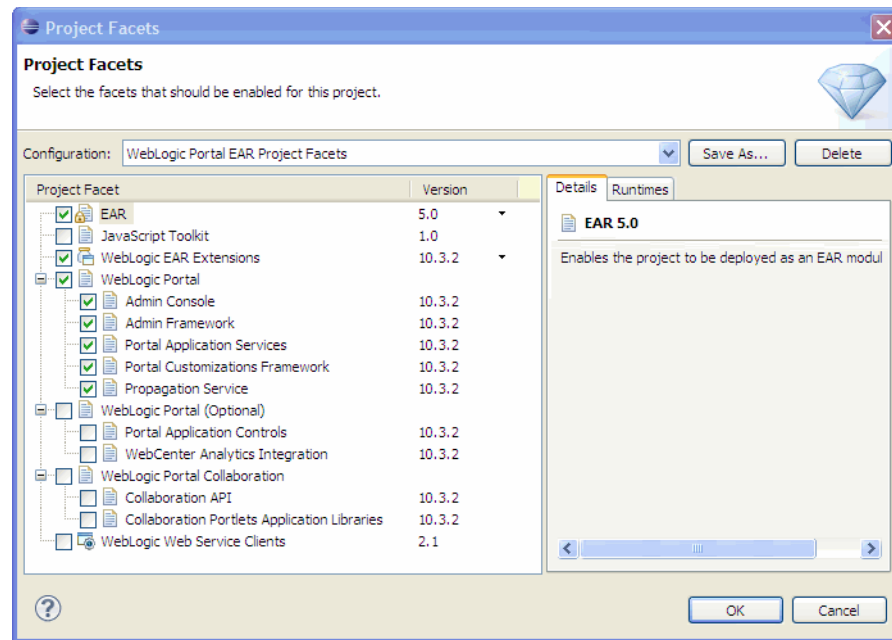 Project Facets
Project Facets
Select the facets that should be enabled for this project.
Configuration: WebLogic Portal EAR Project Facets Save As... Delete
Project Facet Version
EAR 5.0
JavaScript Toolkit 1.0
WebLogic EAR Extensions 10.3.2
WebLogic Portal
Admin Console 10.3.2
Admin Framework 10.3.2
Portal Application Services 10.3.2
Portal Customizations Framework 10.3.2
Propagation Service 10.3.2
WebLogic Portal (Optional)
Portal Application Controls 10.3.2
WebCenter Analytics Integration 10.3.2
WebLogic Portal Collaboration
Collaboration API 10.3.2
Collaboration Portlets Application Libraries 10.3.2
WebLogic Web Service Clients 2.1
Details Runtimes
EAR 5.0
Enables the project to be deployed as an EAR modul
OK Cancel